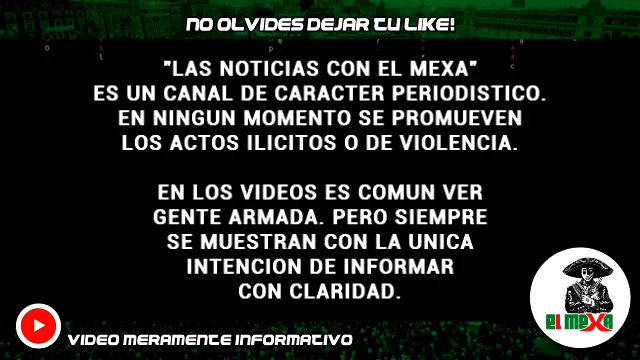 NO OLVIDES DEJAR TU LIKE!
"LAS NOTICIAS CON EL MEXA"
ES UN CANAL DE CARACTER PERIODISTICO.
EN NINGUN MOMENTO SE PROMUEVEN
LOS ACTOS ILICITOS O DE VIOLENCIA.
EN LOS VIDEOS ES COMUN VER
GENTE ARMADA. PERO SIEMPRE
SE MUESTRAN CON LA UNICA
INTENCION DE INFORMAR
CON CLARIDAD.
EL MEXA
VIDEO MERAMENTE INFORMATIVO